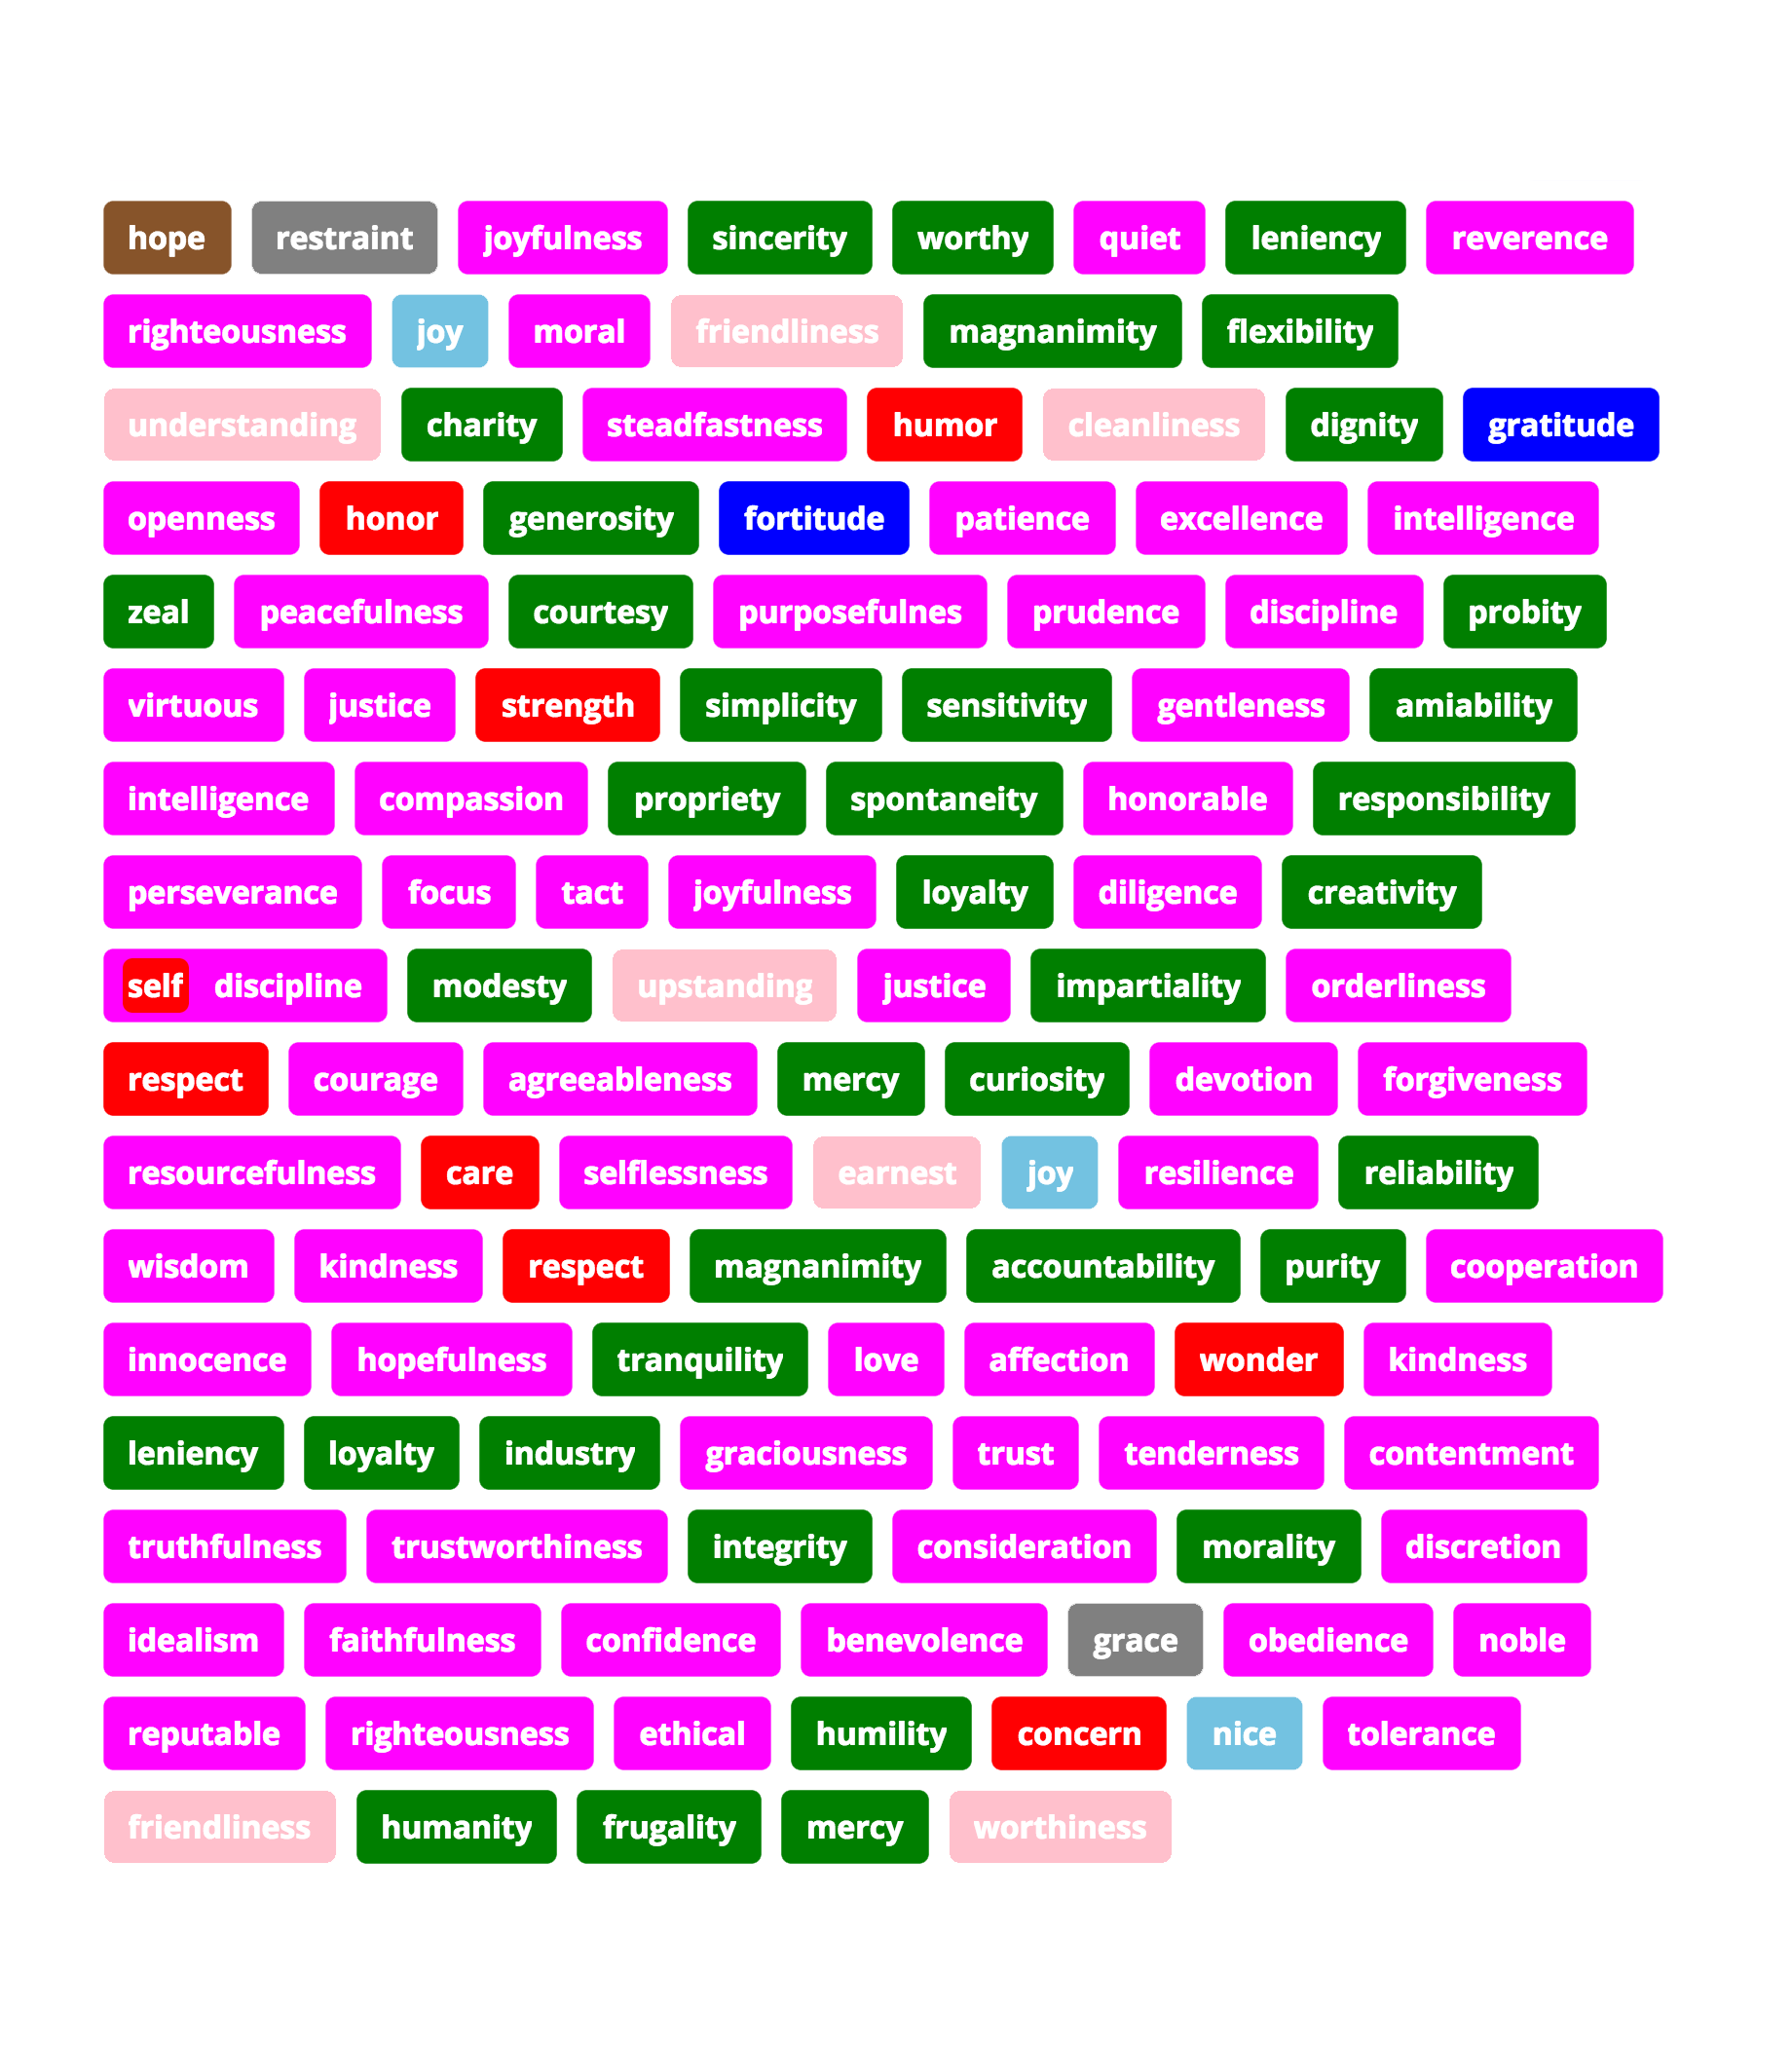 hope restraint joyfulness sincerity worthy quiet leniency reverence
righteousness joy moral friendliness magnanimity flexibility
understanding charity steadfastness humor cleanliness dignity gratitude
openness honor generosity fortitude patience excellence intelligence
zeal peacefulness courtesy purposefulnes prudence discipline probity
virtuous justice strength simplicity sensitivity gentleness amiability
intelligence compassion propriety spontaneity honorable responsibility
perseverance focus tact joyfulness loyalty diligence creativity
self discipline modesty upstanding justice impartiality orderliness
respect courage agreeableness mercy curiosity devotion forgiveness
resourcefulness care selflessness earnest joy resilience reliability
wisdom kindness respect magnanimity accountability purity cooperation
innocence hopefulness tranquility love affection wonder kindness
leniency loyalty industry graciousness trust tenderness contentment
truthfulness trustworthiness integrity consideration morality discretion
idealism faithfulness confidence benevolence grace obedience noble
reputable righteousness ethical humility concern nice tolerance
friendliness humanity frugality mercy worthiness